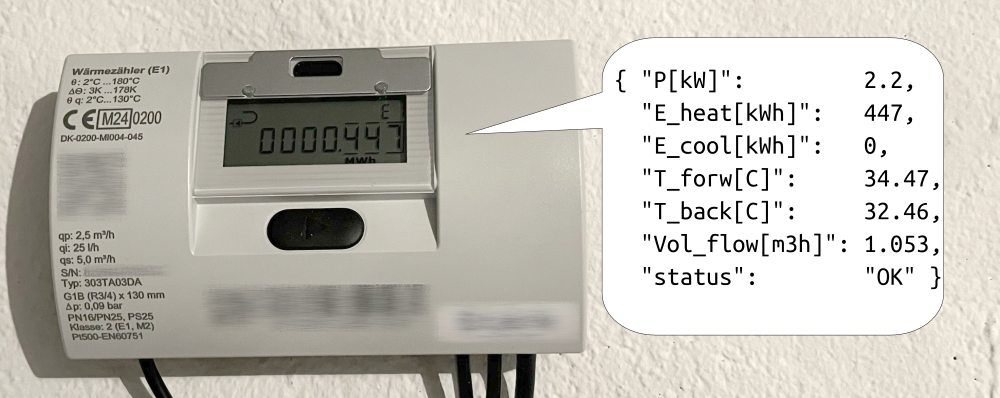 Wärmezähler (E1)
θ: 2°C ...180°C
ΔΘ: 3K ...178K
θ q: 2°C...130°C
CE M24 0200
DK-0200-MI004-045
E
0000.447
MWh
qp: 2,5 m³/h
qi: 25 l/h
qs: 5,0 m³/h
S/N:
Typ: 303TA03DA
G1B (R3/4) x 130 mm
Δp: 0,09 bar
PN16/PN25, PS25
Klasse: 2 (E1, M2)
Pt500-EN60751
{ "P[kW]": 2.2,
"E_heat[kWh]": 447,
"E_cool[kWh]": 0,
"T_forw[C]": 34.47,
"T_back[C]": 32.46,
"Vol_flow[m3h]": 1.053,
"status": "OK" }